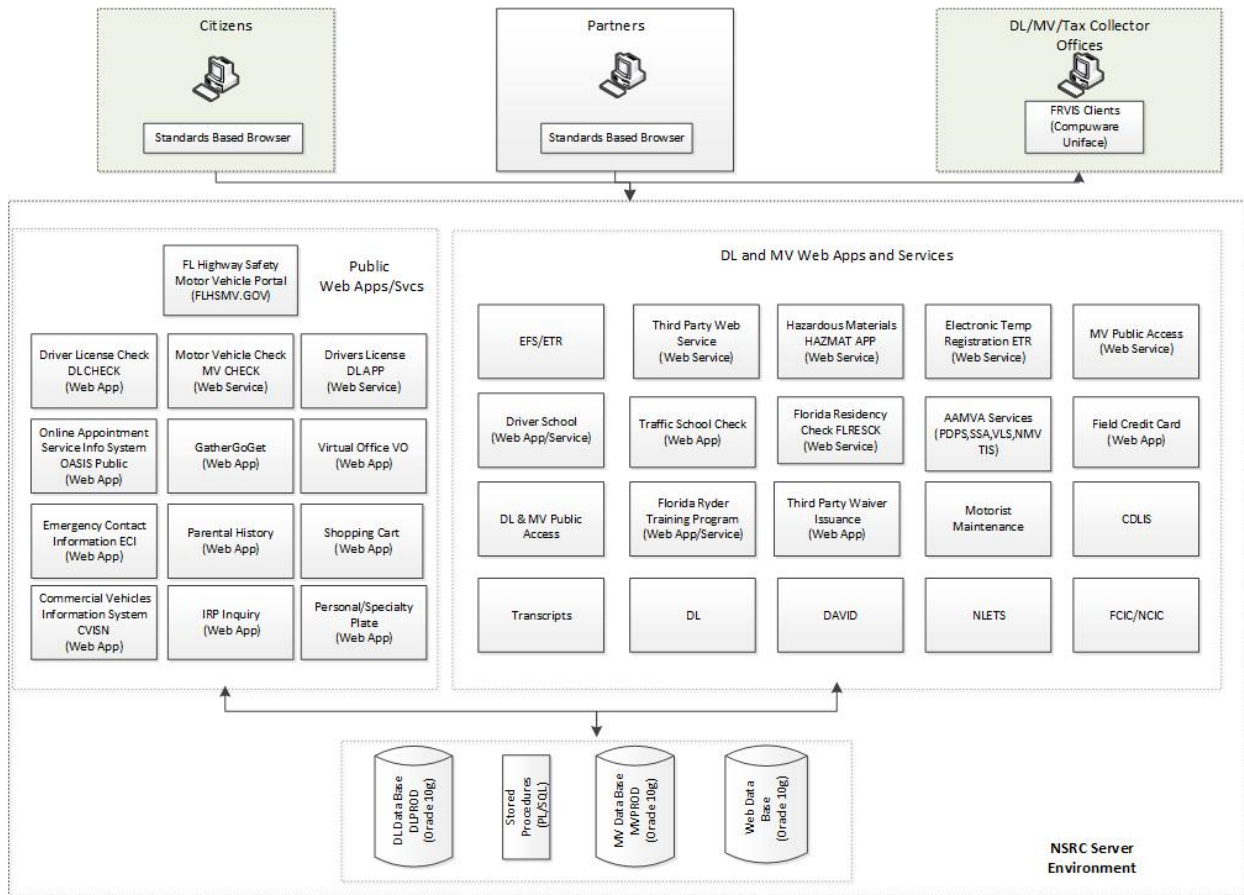 Citizens
Standards Based Browser
Partners
Standards Based Browser
DL/MV/Tax Collector
Offices
FRVIS Clients
(Compuware
Uniface)
FL Highway Safety
Motor Vehicle Portal
(FLHSMV.GOV)
Public
Web Apps/Svcs
Driver License Check
DLCHECK
(Web App)
Motor Vehicle Check
MV CHECK
(Web Service)
Drivers License
DLAPP
(Web Service)
Online Appointment
Service Info System
OASIS Public
(Web App)
GatherGoGet
(Web App)
Virtual Office VO
(Web App)
Emergency Contact
Information ECI
(Web App)
Parental History
(Web App)
Shopping Cart
(Web App)
Commercial Vehicles
Information System
CVISN
(Web App)
IRP Inquiry
(Web App)
Personal/Specialty
Plate
(Web App)
DL and MV Web Apps and Services
EFS/ETR
Third Party Web
Service
(Web Service)
Hazardous Materials
HAZMAT APP
(Web Service)
Electronic Temp
Registration ETR
(Web Service)
MV Public Access
(Web Service)
Driver School
(Web App/Service)
Traffic School Check
(Web App)
Florida Residency
Check FLRESCK
(Web Service)
AAMVA Services
(PDPS,SSA,VLS,NMV
TIS)
Field Credit Card
(Web App)
DL & MV Public
Access
Florida Ryder
Training Program
(Web App/Service)
Third Party Waiver
Issuance
(Web App)
Motorist
Maintenance
CDLIS
Transcripts
DL
DAVID
NLETS
FCIC/NCIC
DL Data Base
DLPROD
(Oracle 10g)
Stored
Procedures
(PL/SQL)
MV Data Base
MVPROD
(Oracle 10g)
Web Data
Base
(Oracle 10g)
NSRC Server
Environment